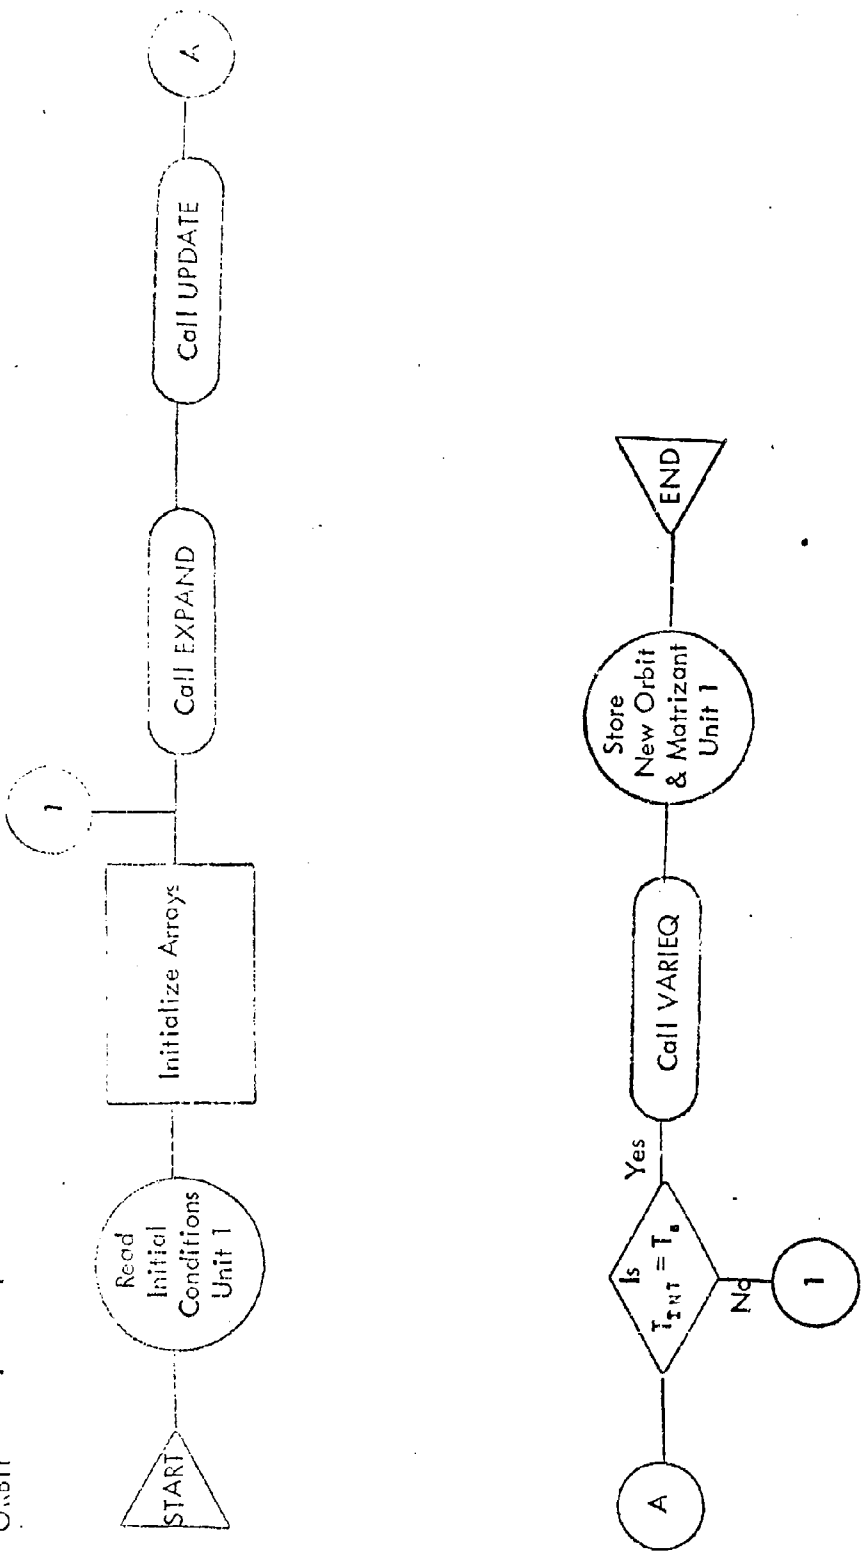 START
Read
Initial
Conditions
Unit 1
Initialize Arrays
1
Call EXPAND
Call UPDATE
A
A
Is
T_INT = T_s
Yes
No
1
Call VARIEQ
Store
New Orbit
& Matrizant
Unit 1
END